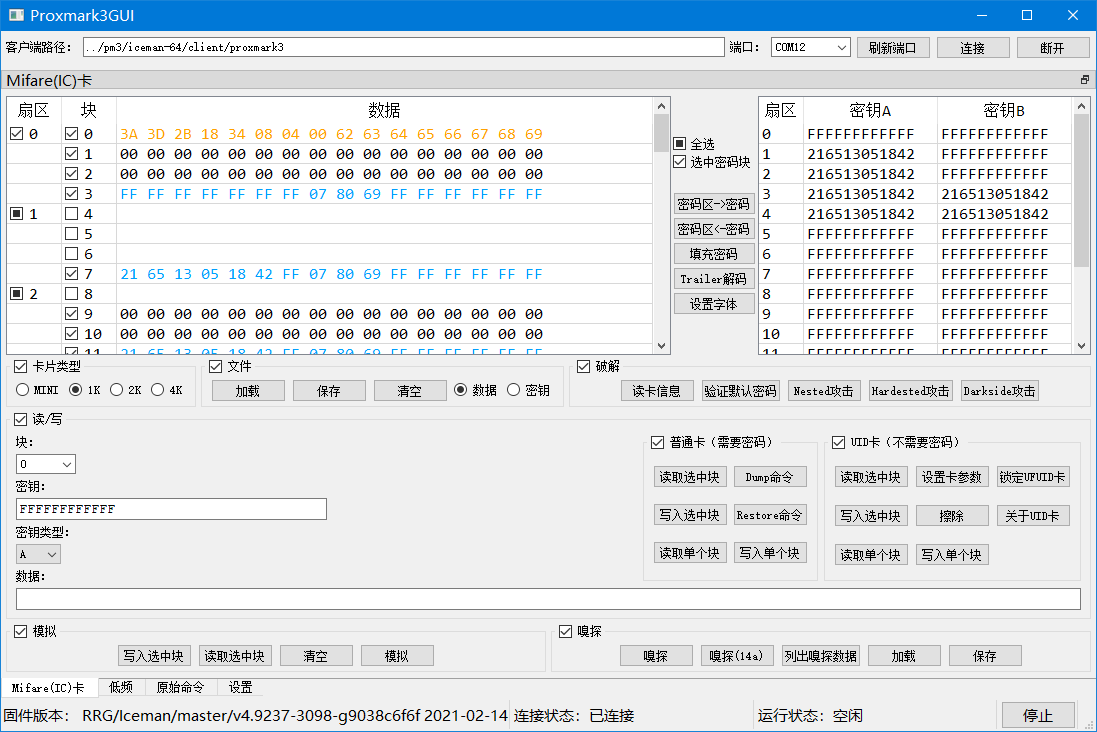 Proxmark3GUI
客户端路径: ../pm3/iceman-64/client/proxmark3 端口: COM12 刷新端口 连接 断开
Mifare(IC)卡
扇区 块 数据
0 0 3A 3D 2B 18 34 08 04 00 62 63 64 65 66 67 68 69
1 00 00 00 00 00 00 00 00 00 00 00 00 00 00 00 00
2 00 00 00 00 00 00 00 00 00 00 00 00 00 00 00 00
3 FF FF FF FF FF FF 07 80 69 FF FF FF FF FF FF FF
1 4
5
6
7 21 65 13 05 18 42 FF 07 80 69 FF FF FF FF FF FF
2 8
9 00 00 00 00 00 00 00 00 00 00 00 00 00 00 00 00
10 00 00 00 00 00 00 00 00 00 00 00 00 00 00 00 00
11 21 65 13 05 18 42 FF 07 80 69 FF FF FF FF FF FF
全选
选中密码块
密码区->密码
密码区<-密码
填充密码
Trailer解码
设置字体
扇区 密钥A 密钥B
0 FFFFFFFFFFFF FFFFFFFFFFFF
1 216513051842 FFFFFFFFFFFF
2 216513051842 FFFFFFFFFFFF
3 216513051842 216513051842
4 216513051842 216513051842
5 FFFFFFFFFFFF FFFFFFFFFFFF
6 FFFFFFFFFFFF FFFFFFFFFFFF
7 FFFFFFFFFFFF FFFFFFFFFFFF
8 FFFFFFFFFFFF FFFFFFFFFFFF
9 FFFFFFFFFFFF FFFFFFFFFFFF
10 FFFFFFFFFFFF FFFFFFFFFFFF
11 FFFFFFFFFFFF FFFFFFFFFFFF
卡片类型
MINI 1K 2K 4K
文件
加载 保存 清空 数据 密钥
破解
读卡信息 验证默认密码 Nested攻击 Hardested攻击 Darkside攻击
读/写
块:
0
密钥:
FFFFFFFFFFFF
密钥类型:
A
数据:
普通卡（需要密码）
读取选中块 Dump命令
写入选中块 Restore命令
读取单个块 写入单个块
UID卡（不需要密码）
读取选中块 设置卡参数 锁定UFUID卡
写入选中块 擦除 关于UID卡
读取单个块 写入单个块
模拟
写入选中块 读取选中块 清空 模拟
嗅探
嗅探 嗅探(14a) 列出嗅探数据 加载 保存
Mifare(IC)卡 低频 原始命令 设置
固件版本: RRG/Iceman/master/v4.9237-3098-g9038c6f6f 2021-02-14 连接状态: 已连接 运行状态: 空闲 停止